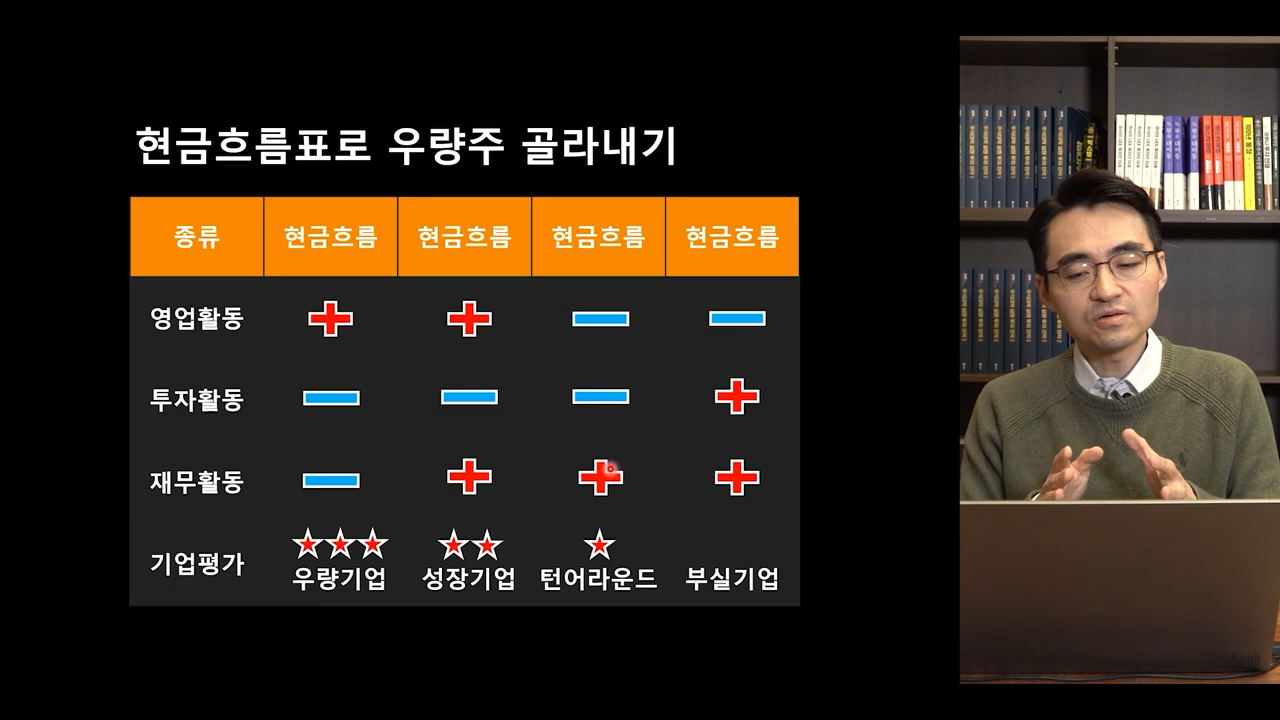 현금흐름표로 우량주 골라내기
종류 현금흐름 현금흐름 현금흐름 현금흐름
영업활동
투자활동
재무활동
기업평가 우량기업 성장기업 턴어라운드 부실기업